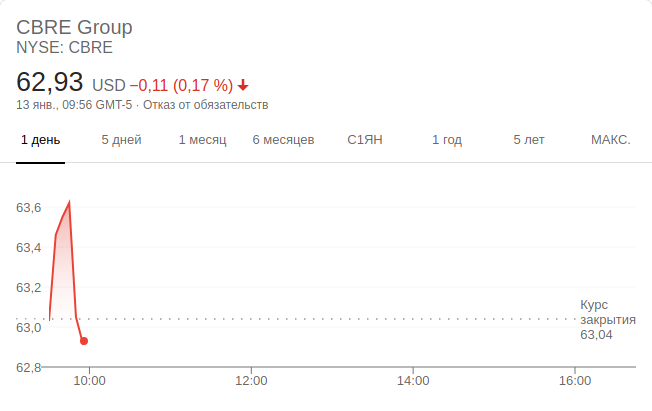 CBRE Group
NYSE: CBRE
62,93 USD −0,11 (0,17 %)
13 янв., 09:56 GMT-5 · Отказ от обязательств
1 день 5 дней 1 месяц 6 месяцев С1ЯН 1 год 5 лет МАКС.
63,6
63,4
63,2
63,0
62,8
Курс
закрытия
63,04
10:00 12:00 14:00 16:00